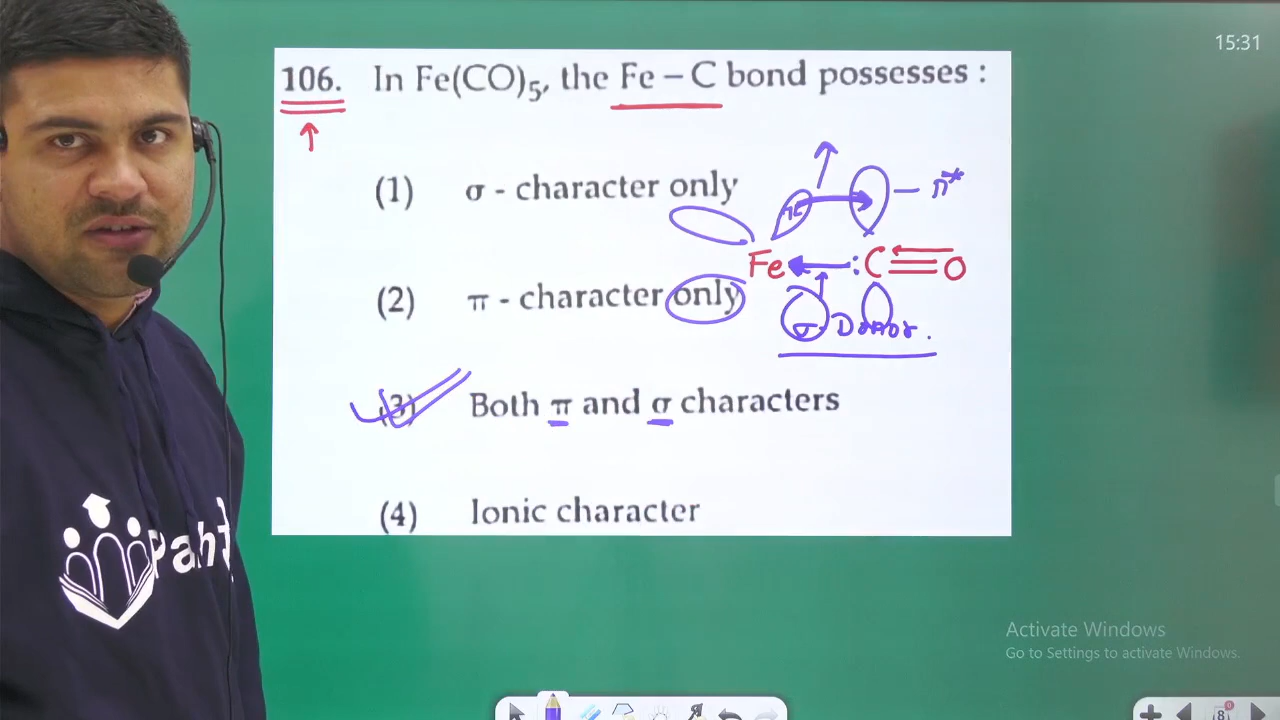 15:31
106. In Fe(CO)5, the Fe – C bond possesses :
(1) σ - character only
π*
Fe :C≡O
(2) π - character only
σ- Donor.
(3) Both π and σ characters
(4) Ionic character
Activate Windows
Go to Settings to activate Windows.
8